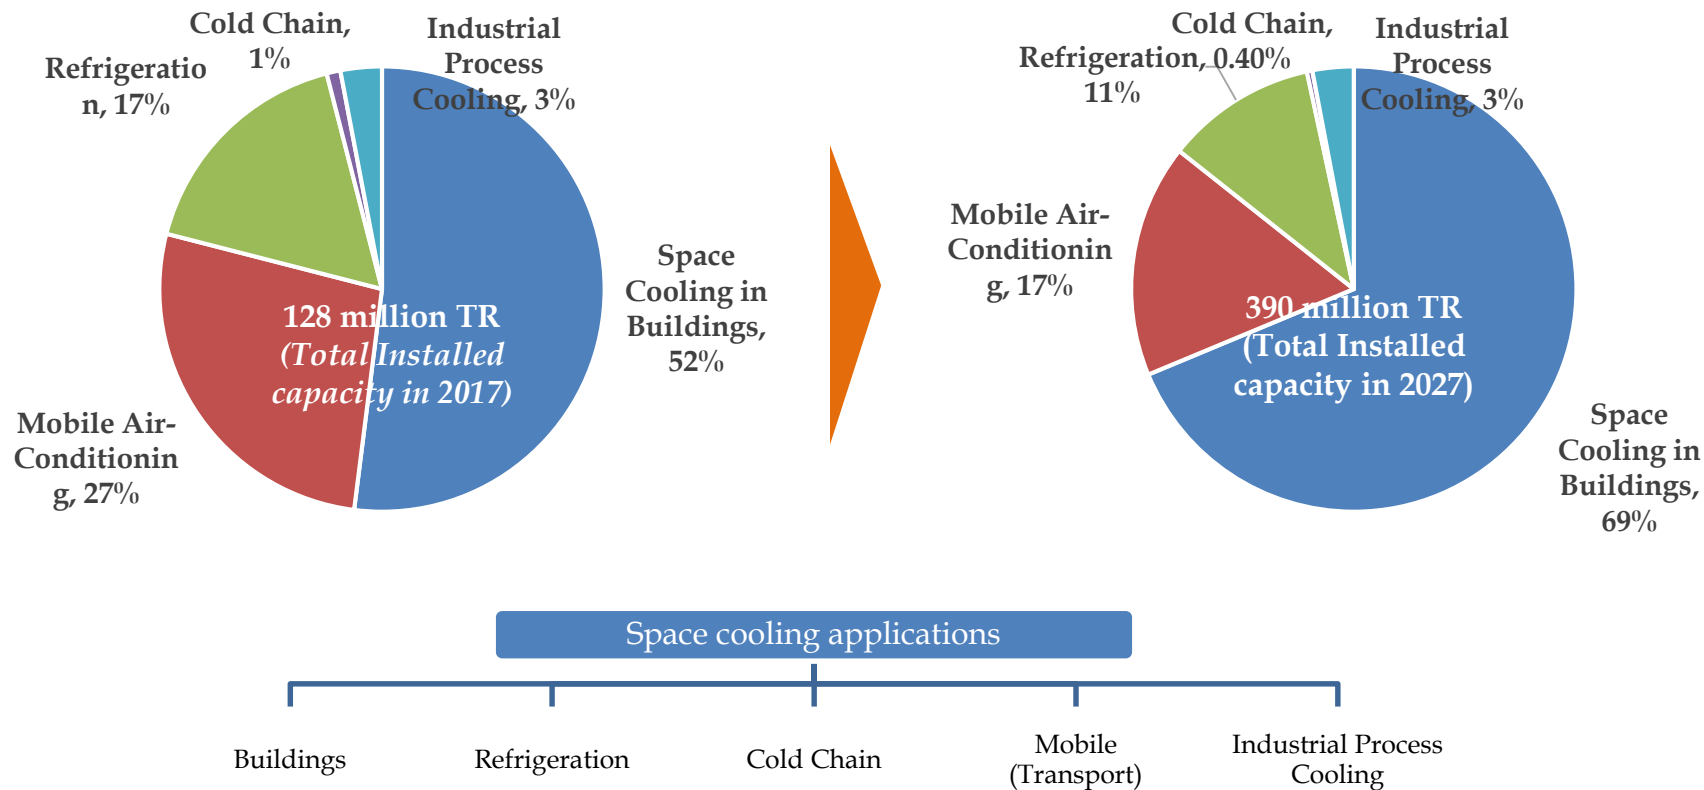 Cold Chain,
1%
Industrial
Process
Cooling, 3%
Refrigeratio
n, 17%
Space
Cooling in
Buildings,
52%
128 million TR
(Total Installed
capacity in 2017)
Mobile Air-
Conditionin
g, 27%
Cold Chain,
0.40%
Industrial
Process
Cooling, 3%
Refrigeration,
11%
Mobile Air-
Conditionin
g, 17%
390 million TR
(Total Installed
capacity in 2027)
Space
Cooling in
Buildings,
69%
Space cooling applications
Buildings
Refrigeration
Cold Chain
Mobile
(Transport)
Industrial Process
Cooling